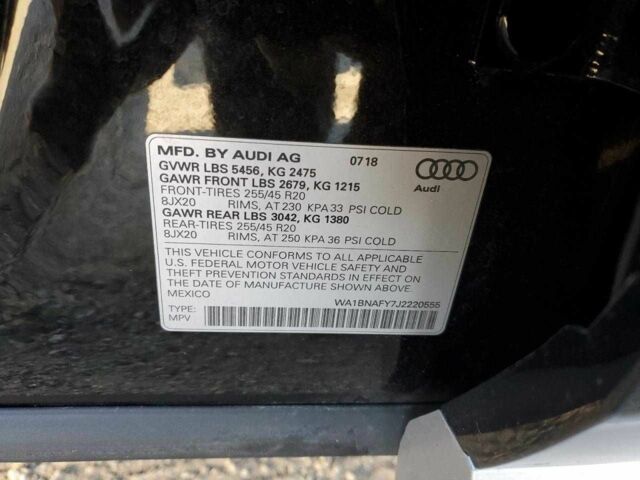 MFD. BY AUDI AG 0718
GVWR LBS 5456, KG 2475
GAWR FRONT LBS 2679, KG 1215
FRONT-TIRES 255/45 R20
8JX20 RIMS, AT 230 KPA 33 PSI COLD
GAWR REAR LBS 3042, KG 1380
REAR-TIRES 255/45 R20
8JX20 RIMS, AT 250 KPA 36 PSI COLD
Audi
THIS VEHICLE CONFORMS TO ALL APPLICABLE
U.S. FEDERAL MOTOR VEHICLE SAFETY AND
THEFT PREVENTION STANDARDS IN EFFECT ON
THE DATE OF MANUFACTURE SHOWN ABOVE.
MEXICO WA1BNAFY7J2220555
TYPE:
MPV